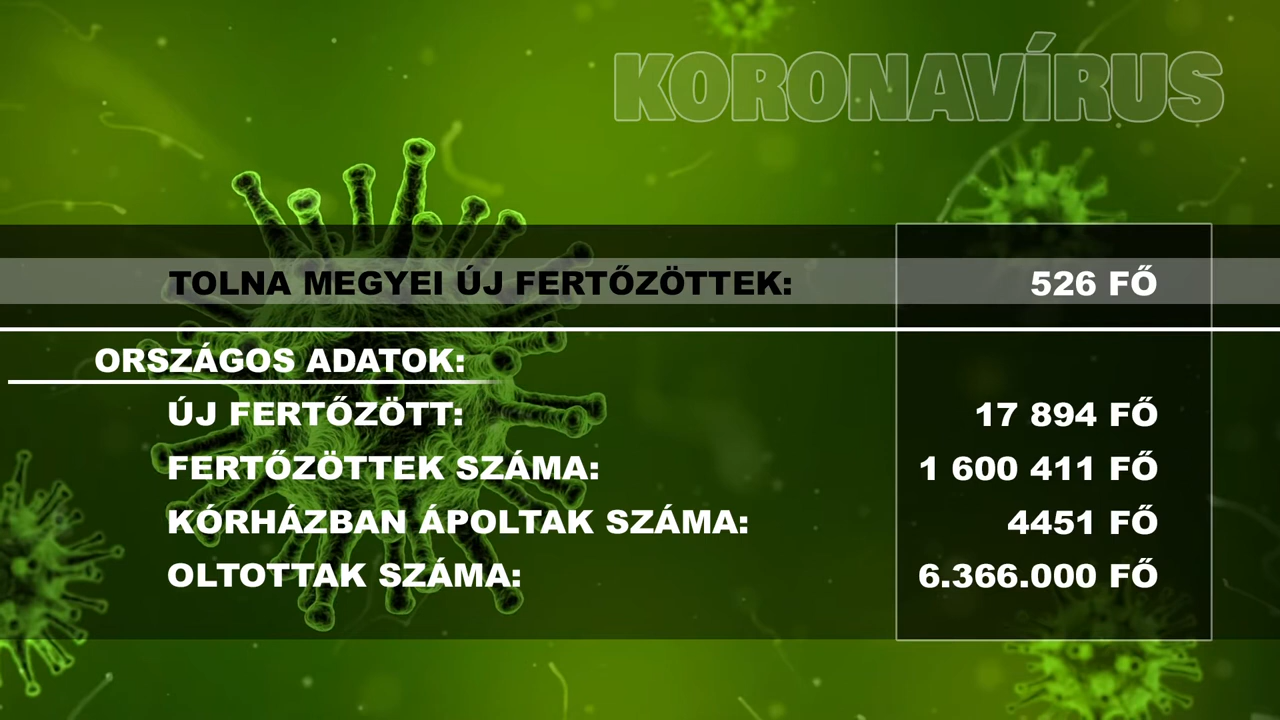 KORONAVÍRUS
TOLNA MEGYEI ÚJ FERTŐZÖTTEK: 526 FŐ
ORSZÁGOS ADATOK:
ÚJ FERTŐZÖTT: 17 894 FŐ
FERTŐZÖTTEK SZÁMA: 1 600 411 FŐ
KÓRHÁZBAN ÁPOLTAK SZÁMA: 4451 FŐ
OLTOTTAK SZÁMA: 6.366.000 FŐ